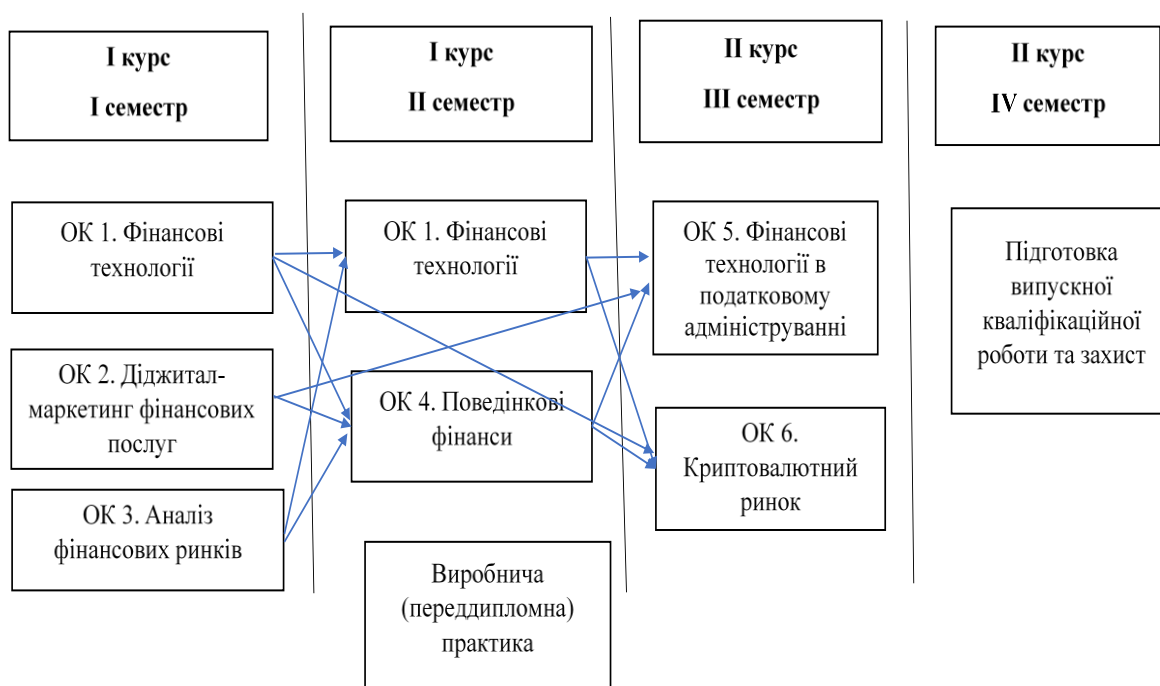 І курс
І семестр
І курс
ІІ семестр
ІІ курс
ІІІ семестр
ІІ курс
IV семестр
ОК 1. Фінансові
технології
ОК 2. Діджитал-
маркетинг фінансових
послуг
ОК 3. Аналіз
фінансових ринків
ОК 1. Фінансові
технології
ОК 4. Поведінкові
фінанси
Виробнича
(переддипломна)
практика
ОК 5. Фінансові
технології в
податковому
адмініструванні
ОК 6.
Криптовалютний
ринок
Підготовка
випускної
кваліфікаційної
роботи та захист